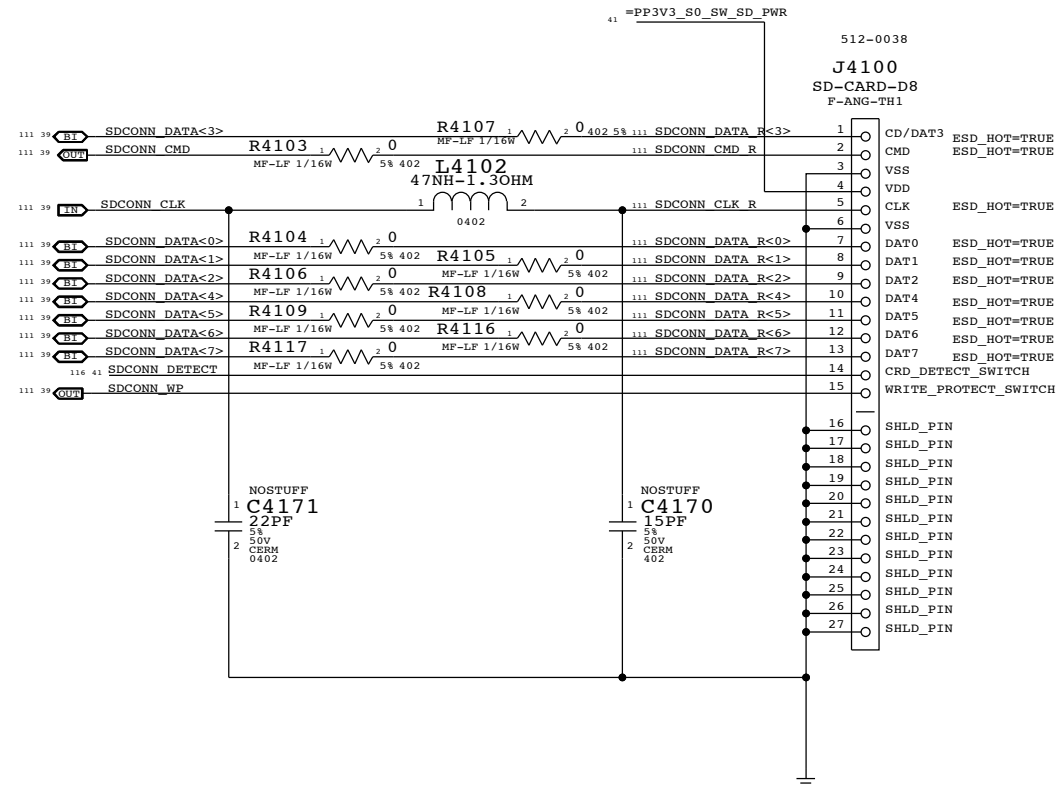 41 =PP3V3_S0_SW_SD_PWR
512-0038
J4100
SD-CARD-D8
F-ANG-TH1
111 39 BI SDCONN_DATA<3> R4107 1 2 0 402 5% 111 SDCONN_DATA_R<3> 1 CD/DAT3 ESD_HOT=TRUE
MF-LF 1/16W
111 39 OUT SDCONN_CMD R4103 1 2 0 111 SDCONN_CMD_R 2 CMD ESD_HOT=TRUE
MF-LF 1/16W 5% 402
L4102
47NH-1.3OHM
3 VSS
4 VDD
111 39 IN SDCONN_CLK 1 2 111 SDCONN_CLK_R 5 CLK ESD_HOT=TRUE
0402
6 VSS
111 39 BI SDCONN_DATA<0> R4104 1 2 0 111 SDCONN_DATA_R<0> 7 DAT0 ESD_HOT=TRUE
MF-LF 1/16W 5% 402
111 39 BI SDCONN_DATA<1> R4105 1 2 0 111 SDCONN_DATA_R<1> 8 DAT1 ESD_HOT=TRUE
MF-LF 1/16W 5% 402
111 39 BI SDCONN_DATA<2> R4106 1 2 0 111 SDCONN_DATA_R<2> 9 DAT2 ESD_HOT=TRUE
MF-LF 1/16W 5% 402
111 39 BI SDCONN_DATA<4> R4108 1 2 0 111 SDCONN_DATA_R<4> 10 DAT4 ESD_HOT=TRUE
MF-LF 1/16W 5% 402
111 39 BI SDCONN_DATA<5> R4109 1 2 0 111 SDCONN_DATA_R<5> 11 DAT5 ESD_HOT=TRUE
MF-LF 1/16W 5% 402
111 39 BI SDCONN_DATA<6> R4116 1 2 0 111 SDCONN_DATA_R<6> 12 DAT6 ESD_HOT=TRUE
MF-LF 1/16W 5% 402
111 39 BI SDCONN_DATA<7> R4117 1 2 0 111 SDCONN_DATA_R<7> 13 DAT7 ESD_HOT=TRUE
MF-LF 1/16W 5% 402
116 41 SDCONN_DETECT 14 CRD_DETECT_SWITCH
111 39 OUT SDCONN_WP 15 WRITE_PROTECT_SWITCH
16 SHLD_PIN
17 SHLD_PIN
18 SHLD_PIN
19 SHLD_PIN
20 SHLD_PIN
21 SHLD_PIN
22 SHLD_PIN
23 SHLD_PIN
24 SHLD_PIN
25 SHLD_PIN
26 SHLD_PIN
27 SHLD_PIN
NOSTUFF
1 C4171
22PF
5%
50V
2 CERM
0402
NOSTUFF
1 C4170
15PF
5%
50V
2 CERM
402